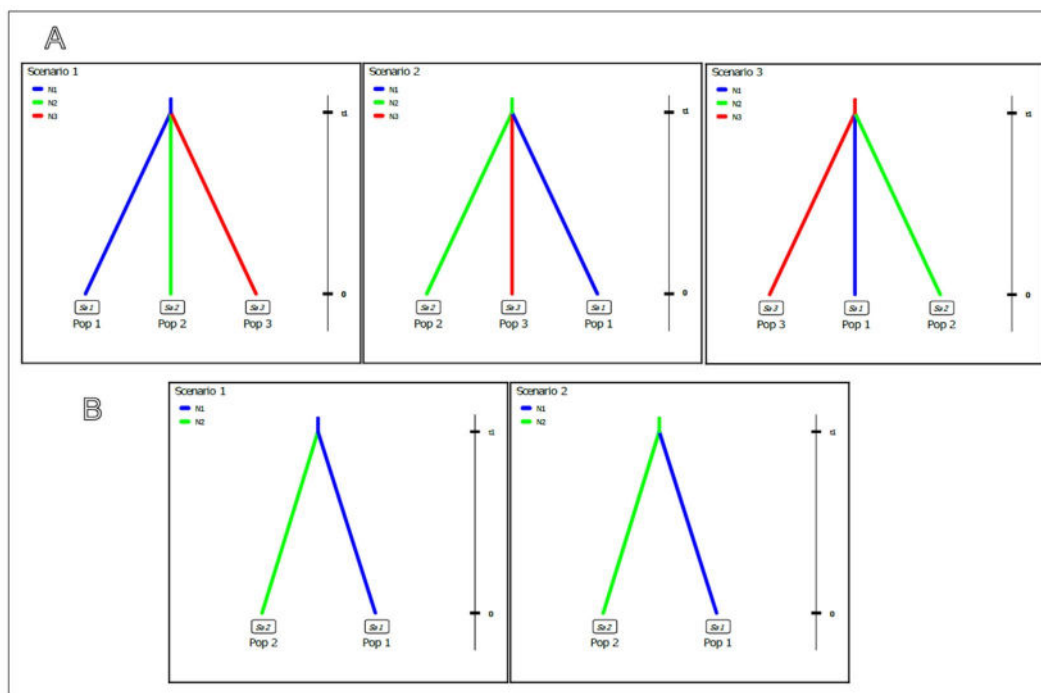 A
Scenario 1
N1
N2
N3
t1
0
Sa 1 Sa 2 Sa 3
Pop 1 Pop 2 Pop 3
Scenario 2
N1
N2
N3
t1
0
Sa 2 Sa 3 Sa 1
Pop 2 Pop 3 Pop 1
Scenario 3
N1
N2
N3
t1
0
Sa 3 Sa 1 Sa 2
Pop 3 Pop 1 Pop 2
B
Scenario 1
N1
N2
t1
0
Sa 2 Sa 1
Pop 2 Pop 1
Scenario 2
N1
N2
t1
0
Sa 2 Sa 1
Pop 2 Pop 1